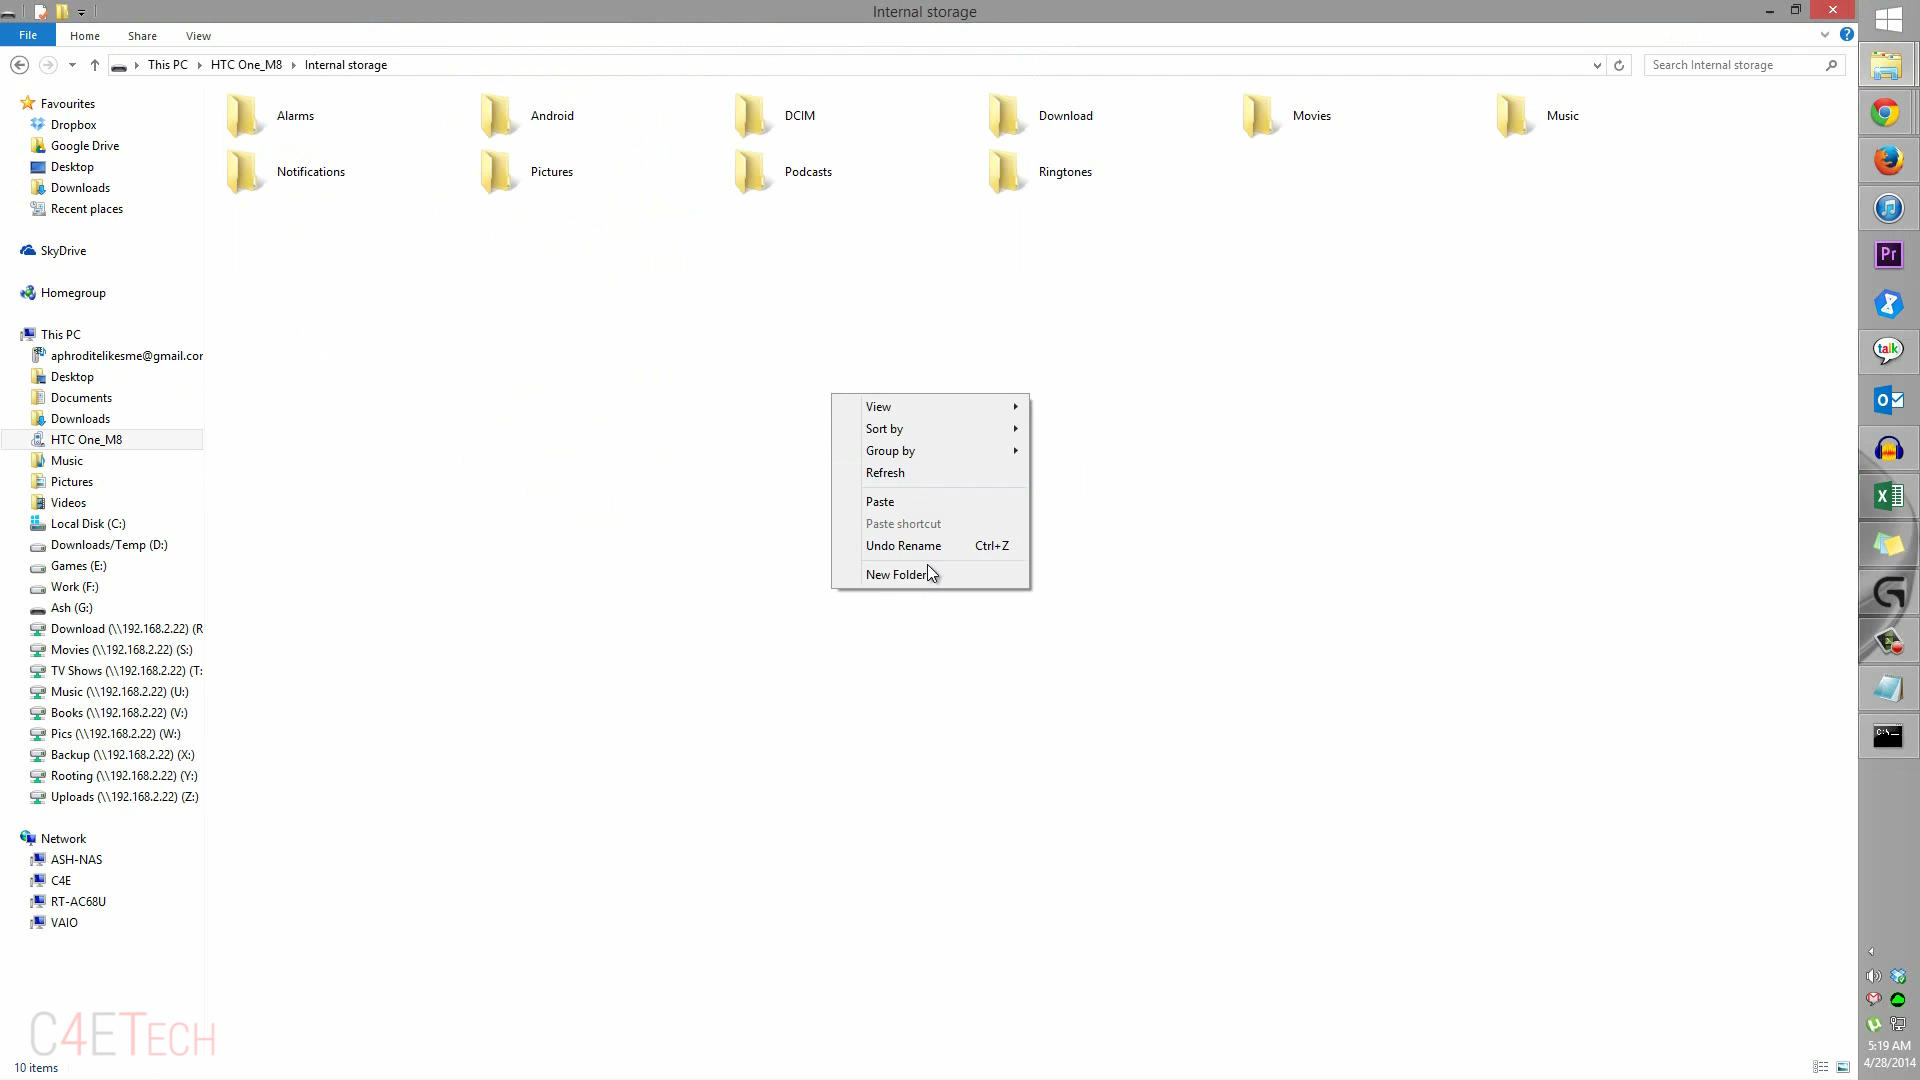 Internal storage
File Home Share View
This PC HTC One_M8 Internal storage
Search Internal storage
Favourites
Dropbox
Google Drive
Desktop
Downloads
Recent places
SkyDrive
Homegroup
This PC
aphroditelikesme@gmail.cor
Desktop
Documents
Downloads
HTC One_M8
Music
Pictures
Videos
Local Disk (C:)
Downloads/Temp (D:)
Games (E:)
Work (F:)
Ash (G:)
Download (\\192.168.2.22) (R
Movies (\\192.168.2.22) (S:)
TV Shows (\\192.168.2.22) (T:
Music (\\192.168.2.22) (U:)
Books (\\192.168.2.22) (V:)
Pics (\\192.168.2.22) (W:)
Backup (\\192.168.2.22) (X:)
Rooting (\\192.168.2.22) (Y:)
Uploads (\\192.168.2.22) (Z:)
Network
ASH-NAS
C4E
RT-AC68U
VAIO
Alarms Android DCIM Download Movies Music
Notifications Pictures Podcasts Ringtones
View
Sort by
Group by
Refresh
Paste
Paste shortcut
Undo Rename Ctrl+Z
New Folder
Pr
talk
C:\
C4ETECH
10 items
5:19 AM
4/28/2014